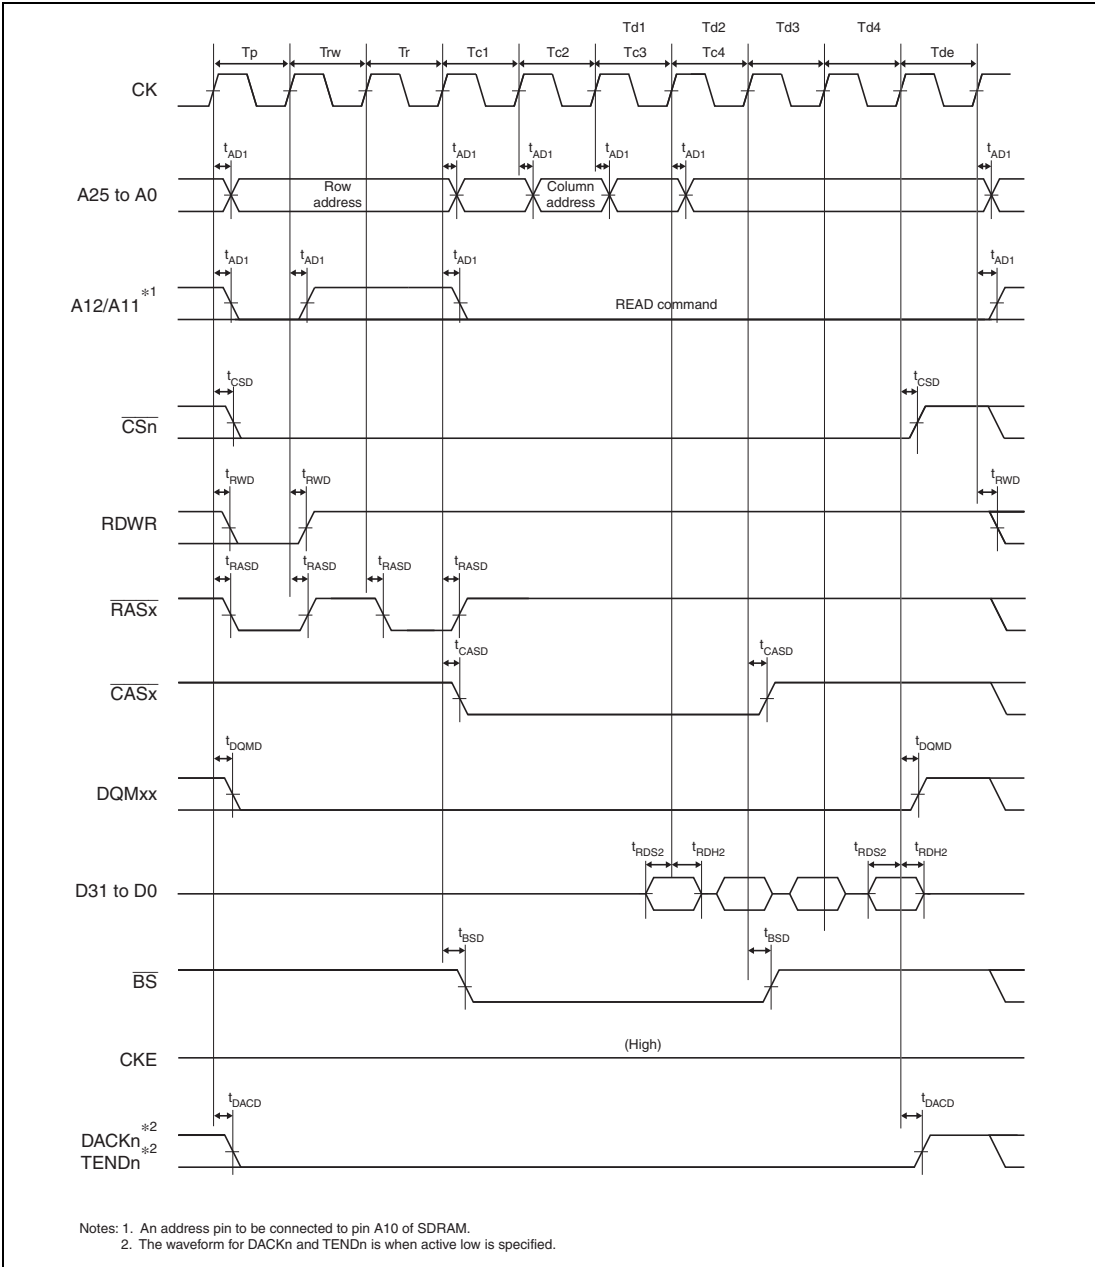 Td1 Td2 Td3 Td4
Tp Trw Tr Tc1 Tc2 Tc3 Tc4 Tde
CK
tAD1 tAD1 tAD1 tAD1 tAD1 tAD1
A25 to A0
Row address
Column address
tAD1 tAD1 tAD1 tAD1
A12/A11*1
READ command
tCSD tCSD
CSn
tRWD tRWD tRWD
RDWR
tRASD tRASD tRASD tRASD
RASx
tCASD tCASD
CASx
tDQMD tDQMD
DQMxx
tRDS2 tRDH2 tRDS2 tRDH2
D31 to D0
tBSD tBSD
BS
(High)
CKE
tDACD tDACD
DACKn*2
TENDn*2
Notes: 1. An address pin to be connected to pin A10 of SDRAM.
2. The waveform for DACKn and TENDn is when active low is specified.